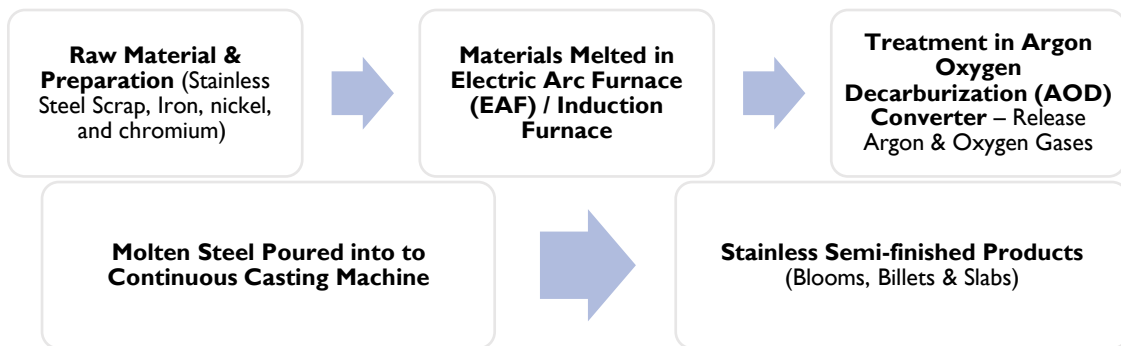 Raw Material &
Preparation (Stainless
Steel Scrap, Iron, nickel,
and chromium)
Materials Melted in
Electric Arc Furnace
(EAF) / Induction
Furnace
Treatment in Argon
Oxygen
Decarburization (AOD)
Converter – Release
Argon & Oxygen Gases
Molten Steel Poured into to
Continuous Casting Machine
Stainless Semi-finished Products
(Blooms, Billets & Slabs)